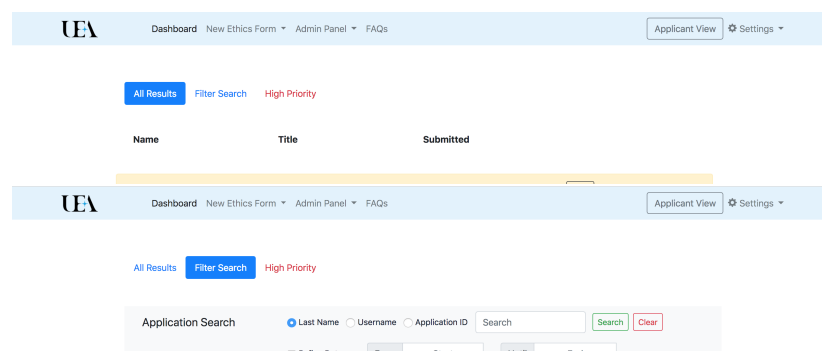 UEA Dashboard New Ethics Form Admin Panel FAQs Applicant View Settings
All Results Filter Search High Priority
Name Title Submitted
UEA Dashboard New Ethics Form Admin Panel FAQs Applicant View Settings
All Results Filter Search High Priority
Application Search Last Name Username Application ID Search Search Clear